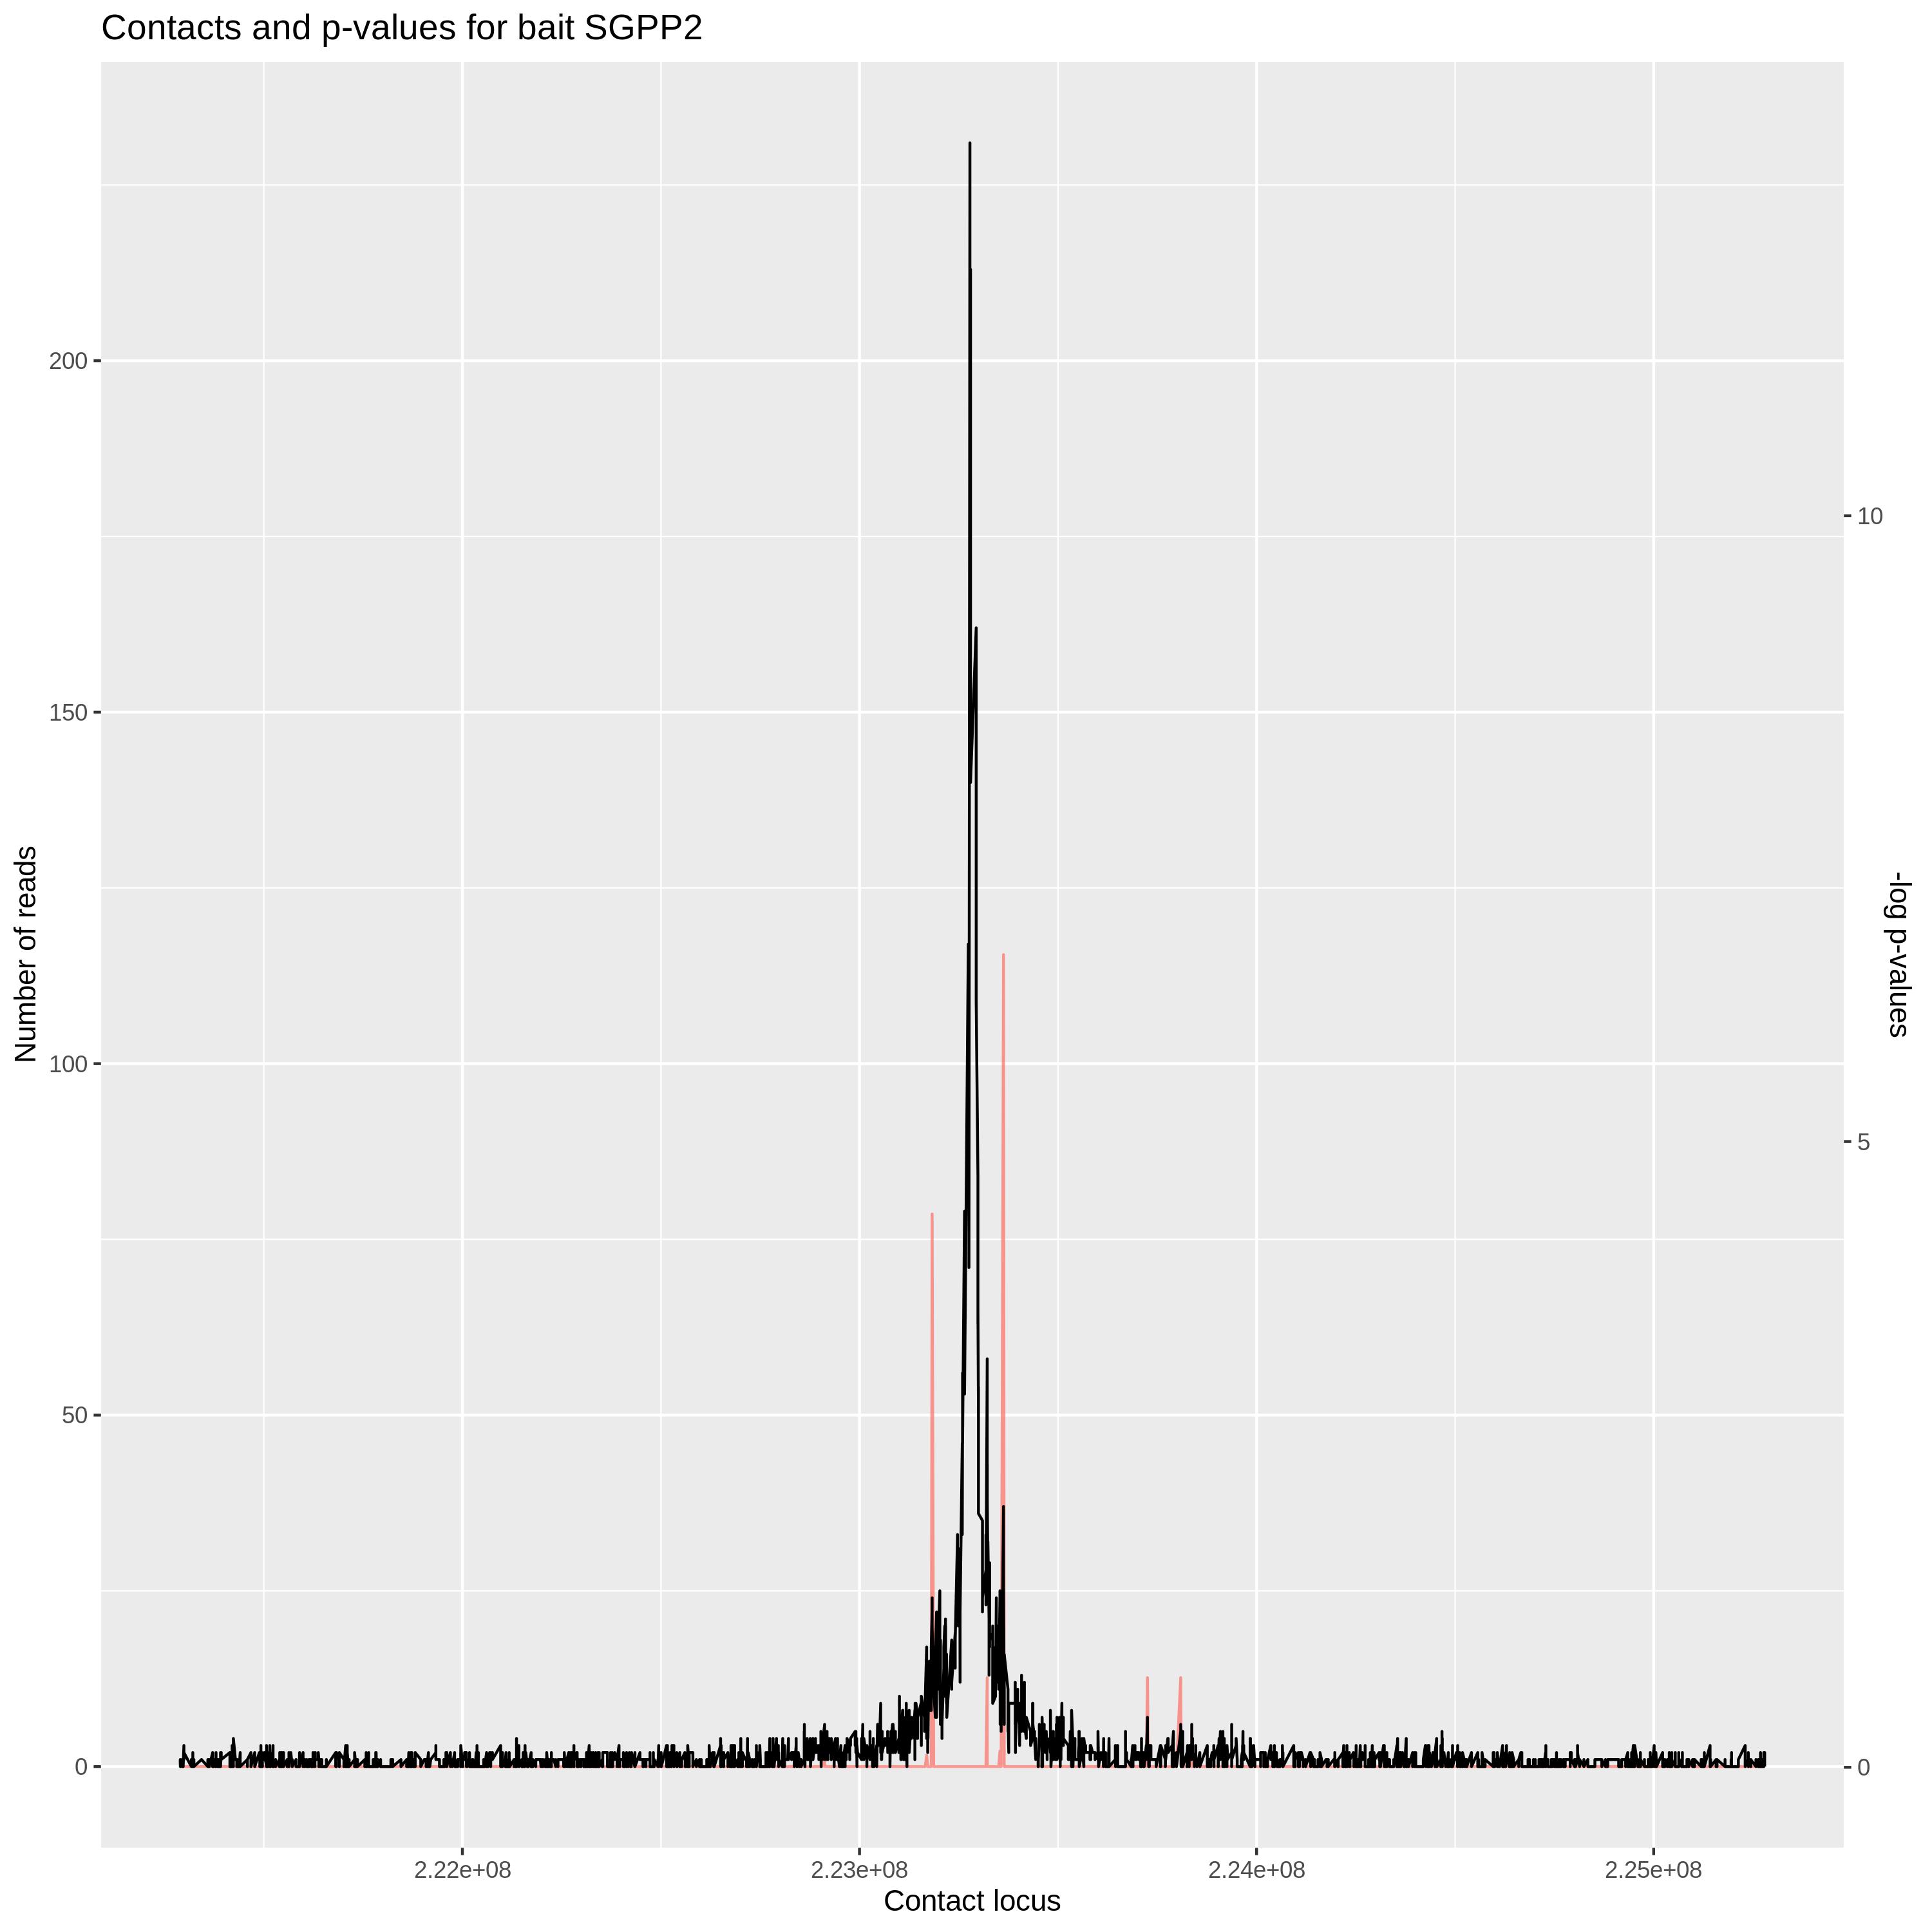 Contacts and p-values for bait SGPP2
Number of reads
200
150
100
50
0
10
5
0
-log p-values
2.22e+08
2.23e+08
2.24e+08
2.25e+08
Contact locus